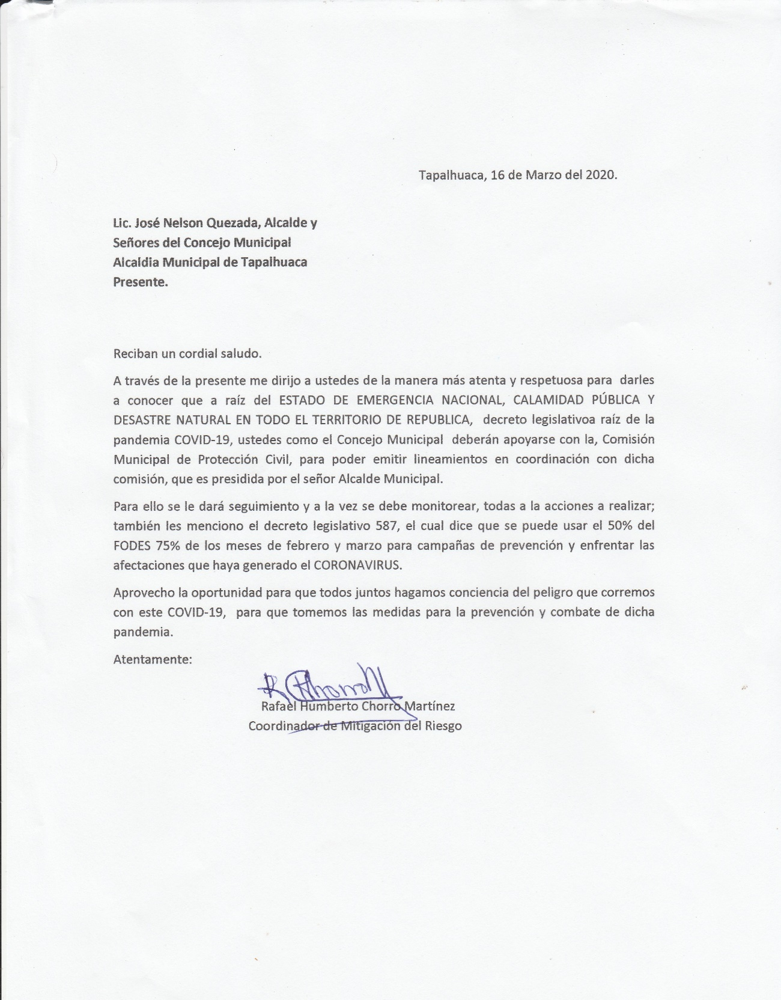 Tapalhuaca, 16 de Marzo del 2020.
Lic. José Nelson Quezada, Alcalde y
Señores del Concejo Municipal
Alcaldia Municipal de Tapalhuaca
Presente.
Reciban un cordial saludo.
A través de la presente me dirijo a ustedes de la manera más atenta y respetuosa para darles
a conocer que a raíz del ESTADO DE EMERGENCIA NACIONAL, CALAMIDAD PÚBLICA Y
DESASTRE NATURAL EN TODO EL TERRITORIO DE REPUBLICA, decreto legislativoa raíz de la
pandemia COVID-19, ustedes como el Concejo Municipal deberán apoyarse con la, Comisión
Municipal de Protección Civil, para poder emitir lineamientos en coordinación con dicha
comisión, que es presidida por el señor Alcalde Municipal.
Para ello se le dará seguimiento y a la vez se debe monitorear, todas a la acciones a realizar;
también les menciono el decreto legislativo 587, el cual dice que se puede usar el 50% del
FODES 75% de los meses de febrero y marzo para campañas de prevención y enfrentar las
afectaciones que haya generado el CORONAVIRUS.
Aprovecho la oportunidad para que todos juntos hagamos conciencia del peligro que corremos
con este COVID-19, para que tomemos las medidas para la prevención y combate de dicha
pandemia.
Atentamente:
Rafael Humberto Chorro Martínez
Coordinador de Mitigación del Riesgo